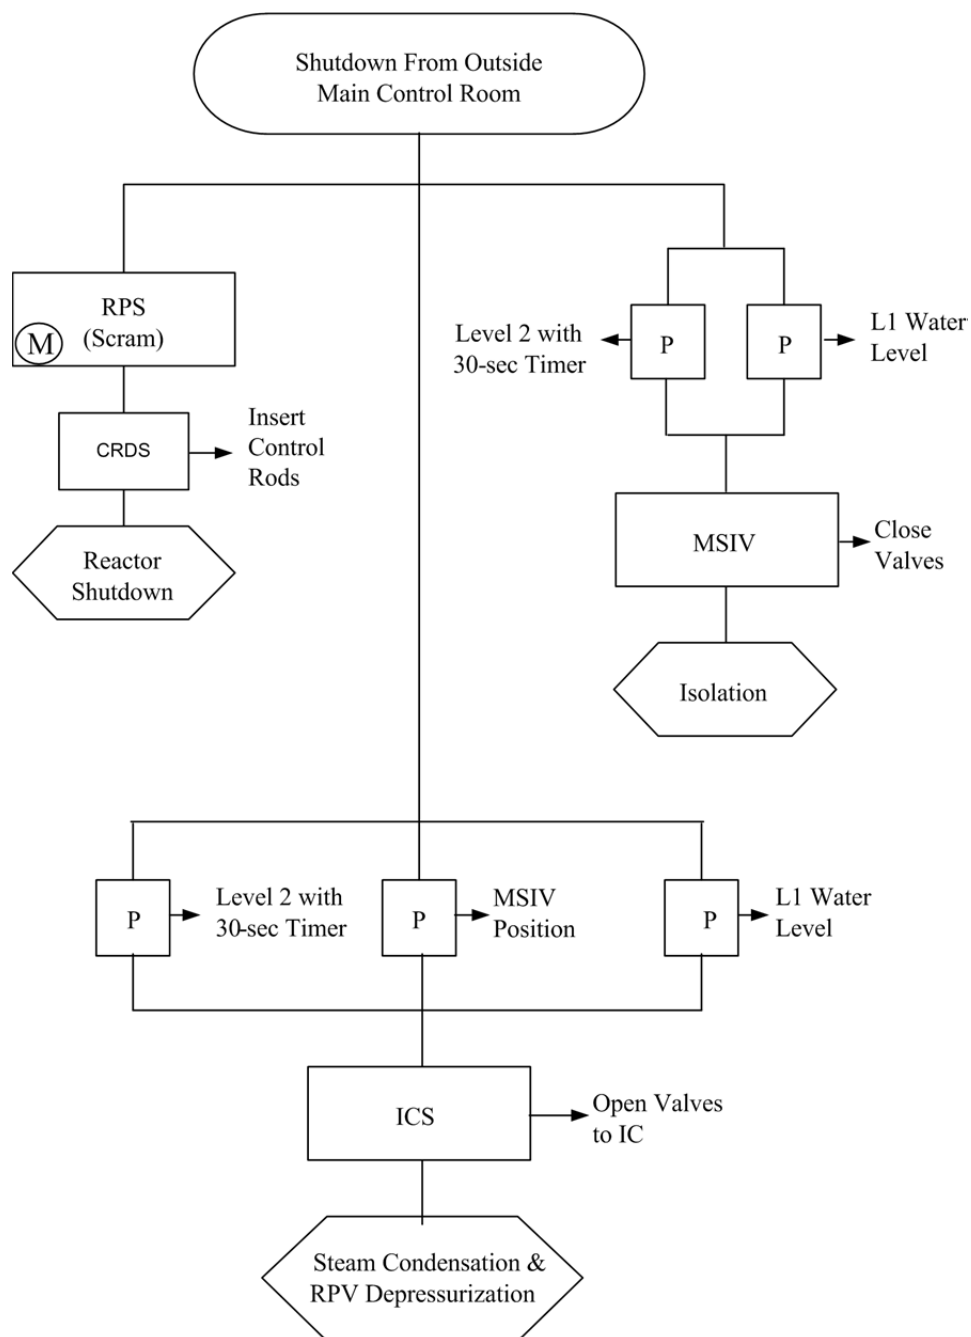 Shutdown From Outside
Main Control Room
RPS
(Scram)
M
CRDS
Insert
Control
Rods
Reactor
Shutdown
Level 2 with
30-sec Timer
P
P
L1 Water
Level
MSIV
Close
Valves
Isolation
P
Level 2 with
30-sec Timer
P
MSIV
Position
P
L1 Water
Level
ICS
Open Valves
to IC
Steam Condensation &
RPV Depressurization